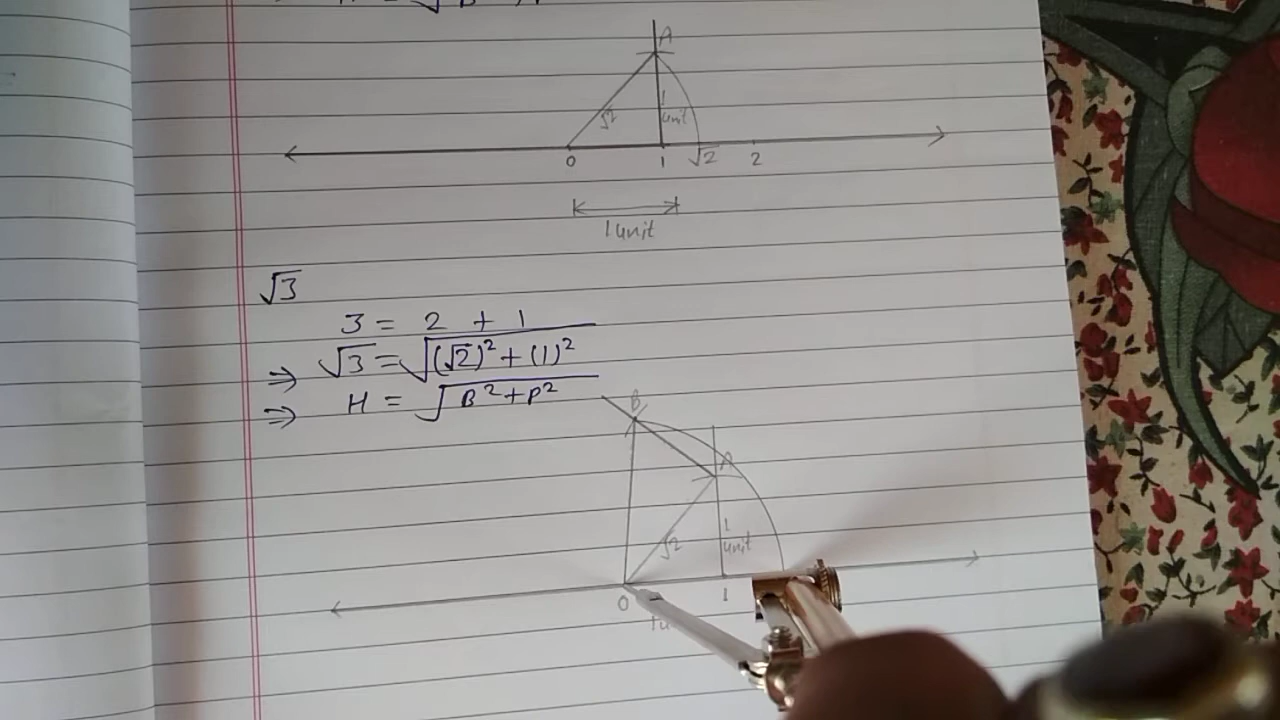 A
√2
1
unit
0 1 √2 2
1 unit
√3
3 = 2 + 1
⇒ √3 = √(√2)² + (1)²
⇒ H = √B² + P²
B
A
√2
1
unit
0 1